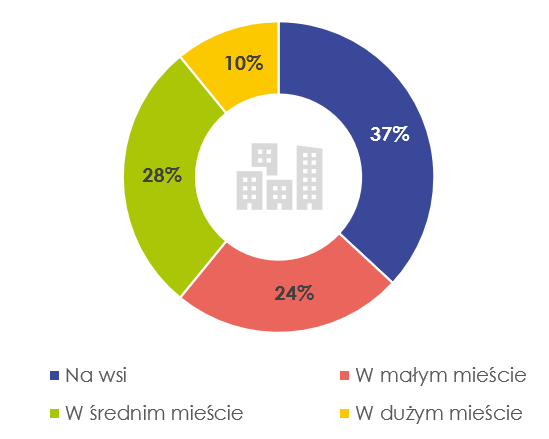 10%
37%
28%
24%
Na wsi
W małym mieście
W średnim mieście
W dużym mieście